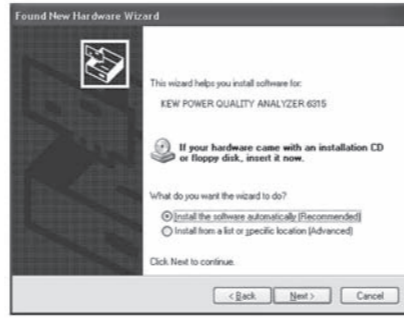 Found New Hardware Wizard
This wizard helps you install software for:
KEW POWER QUALITY ANALYZER 6315
If your hardware came with an installation CD
or floppy disk, insert it now.
What do you want the wizard to do?
Install the software automatically (Recommended)
Install from a list or specific location (Advanced)
Click Next to continue.
< Back Next > Cancel